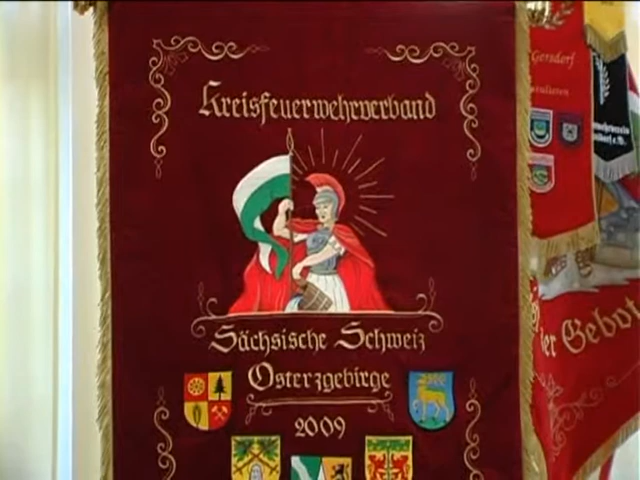 Kreisfeuerwehrverband
Sächsische Schweiz
Osterzgebirge
2009
Gersdorf